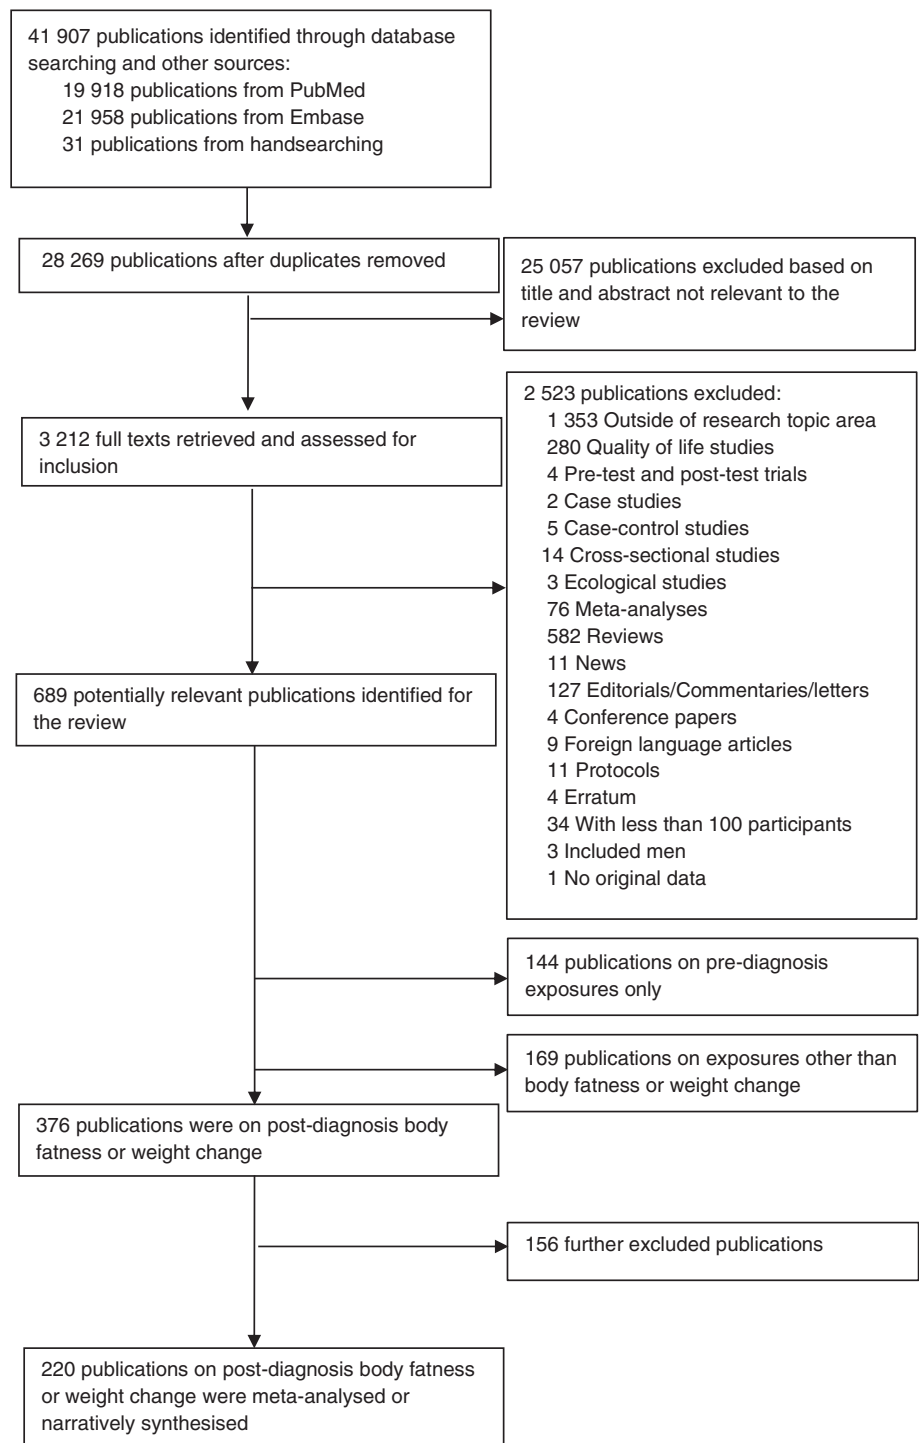 41 907 publications identified through database
searching and other sources:
19 918 publications from PubMed
21 958 publications from Embase
31 publications from handsearching
28 269 publications after duplicates removed
25 057 publications excluded based on
title and abstract not relevant to the
review
3 212 full texts retrieved and assessed for
inclusion
2 523 publications excluded:
1 353 Outside of research topic area
280 Quality of life studies
4 Pre-test and post-test trials
2 Case studies
5 Case-control studies
14 Cross-sectional studies
3 Ecological studies
76 Meta-analyses
582 Reviews
11 News
127 Editorials/Commentaries/letters
4 Conference papers
9 Foreign language articles
11 Protocols
4 Erratum
34 With less than 100 participants
3 Included men
1 No original data
689 potentially relevant publications identified for
the review
144 publications on pre-diagnosis
exposures only
169 publications on exposures other than
body fatness or weight change
376 publications were on post-diagnosis body
fatness or weight change
156 further excluded publications
220 publications on post-diagnosis body fatness
or weight change were meta-analysed or
narratively synthesised